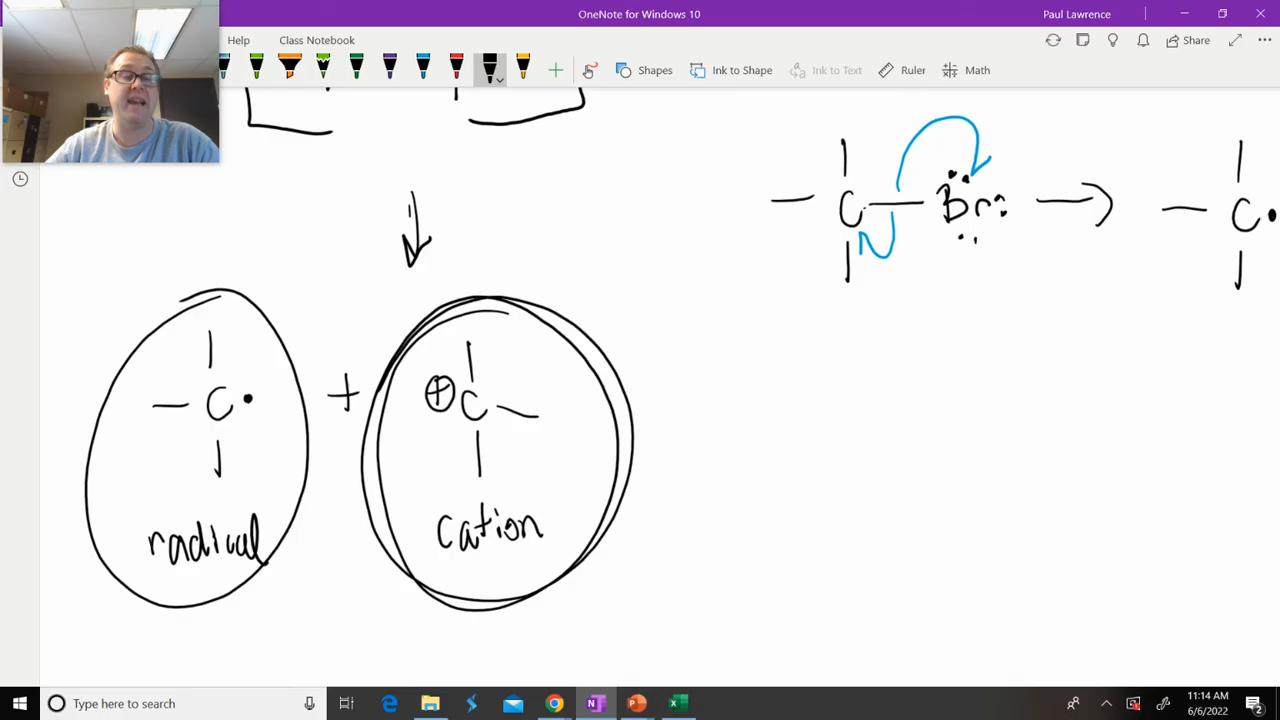 OneNote for Windows 10
Paul Lawrence
Help
Class Notebook
Shapes
Ink to Shape
Ink to Text
Ruler
Math
Share
— C — Br: → — C •
— C • + ⊕ C —
radical
cation
Type here to search
11:14 AM
6/6/2022
2